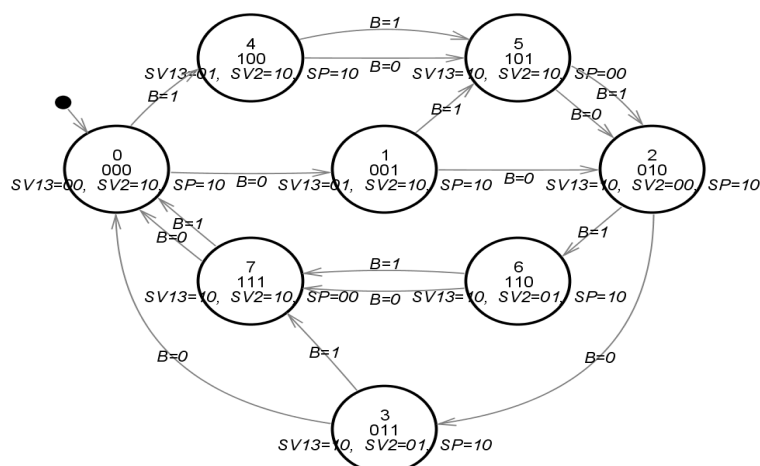 B=1
4
100
SV13=01, SV2=10, SP=10
B=0
5
101
SV13=10, SV2=10, SP=00
B=1
B=1
B=0
B=1
0
000
SV13=00, SV2=10, SP=10
B=0
1
001
SV13=01, SV2=10, SP=10
B=0
2
010
SV13=10, SV2=00, SP=10
B=1
B=0
B=1
7
111
SV13=10, SV2=10, SP=00
B=1
B=0
6
110
SV13=10, SV2=01, SP=10
B=0
B=1
B=0
3
011
SV13=10, SV2=01, SP=10